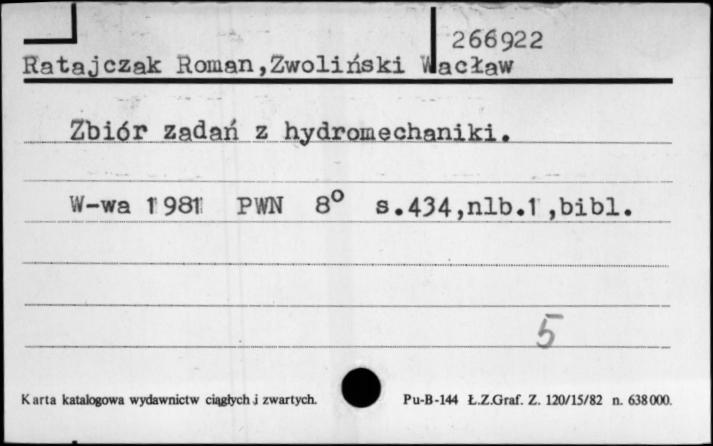 266922
Ratajczak Roman,Zwoliński Wacław
Zbiór zadań z hydromechaniki.
W-wa 1981 PWN 8° s.434,nlb.1,bibl.
5
Karta katalogowa wydawnictw ciągłych i zwartych. Pu-B-144 Ł.Z.Graf. Z. 120/15/82 n. 638000.